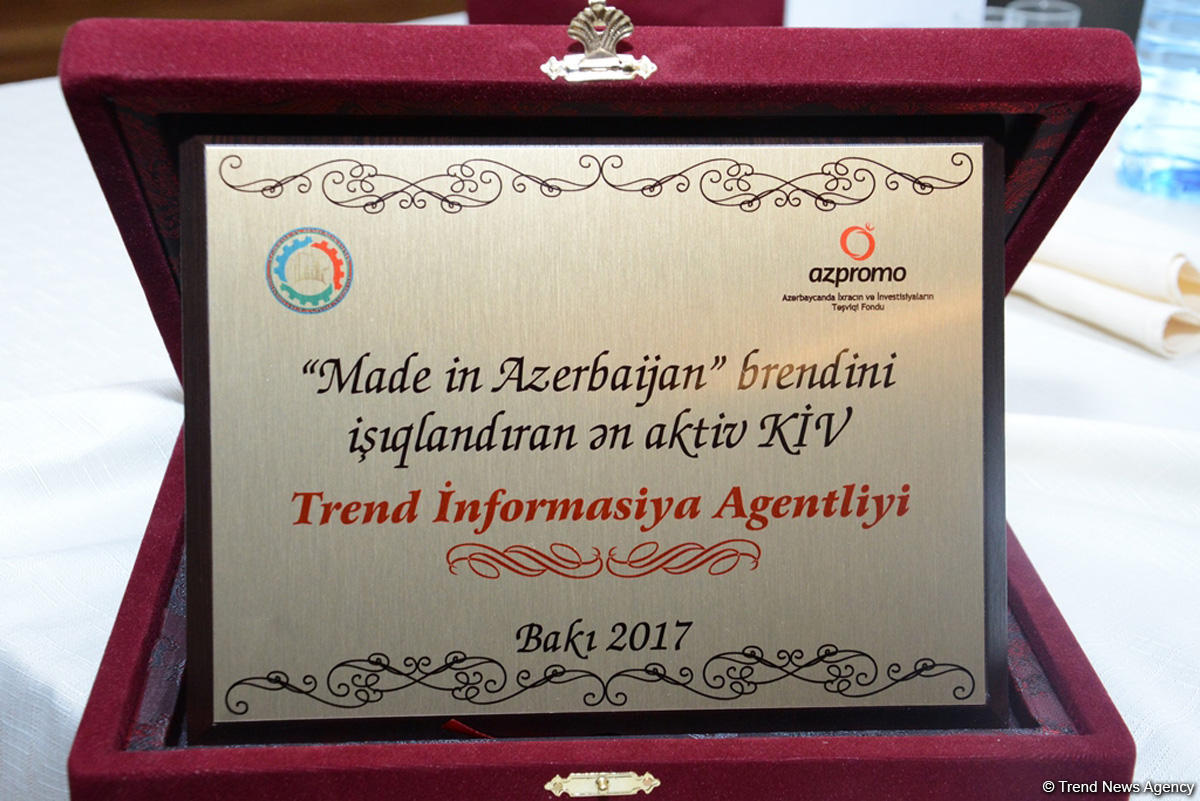 azpromo
Azərbaycanda İxracın və İnvestisiyaların
Təşviqi Fondu
“Made in Azerbaijan” brendini
işıqlandıran ən aktiv KİV
Trend İnformasiya Agentliyi
Bakı 2017
© Trend News Agency